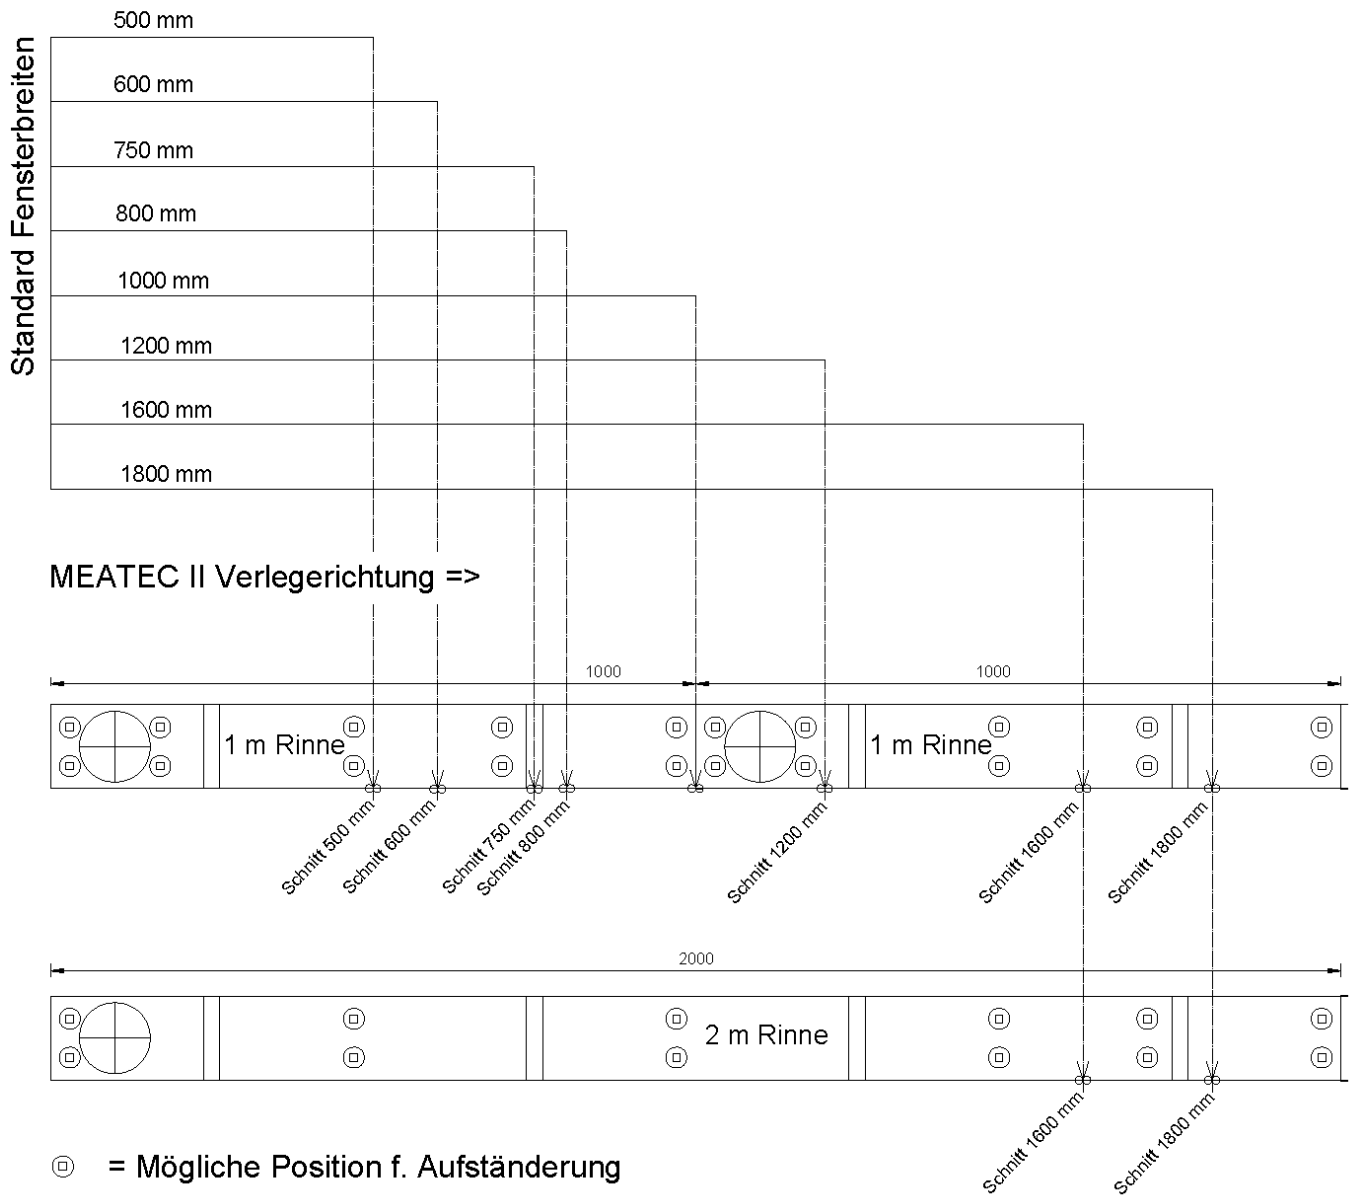 Standard Fensterbreiten
500 mm
600 mm
750 mm
800 mm
1000 mm
1200 mm
1600 mm
1800 mm
MEATEC II Verlegerichtung =>
1000
1000
1 m Rinne
1 m Rinne
Schnitt 500 mm
Schnitt 600 mm
Schnitt 750 mm
Schnitt 800 mm
Schnitt 1200 mm
Schnitt 1600 mm
Schnitt 1800 mm
2000
2 m Rinne
Schnitt 1600 mm
Schnitt 1800 mm
= Mögliche Position f. Aufständerung